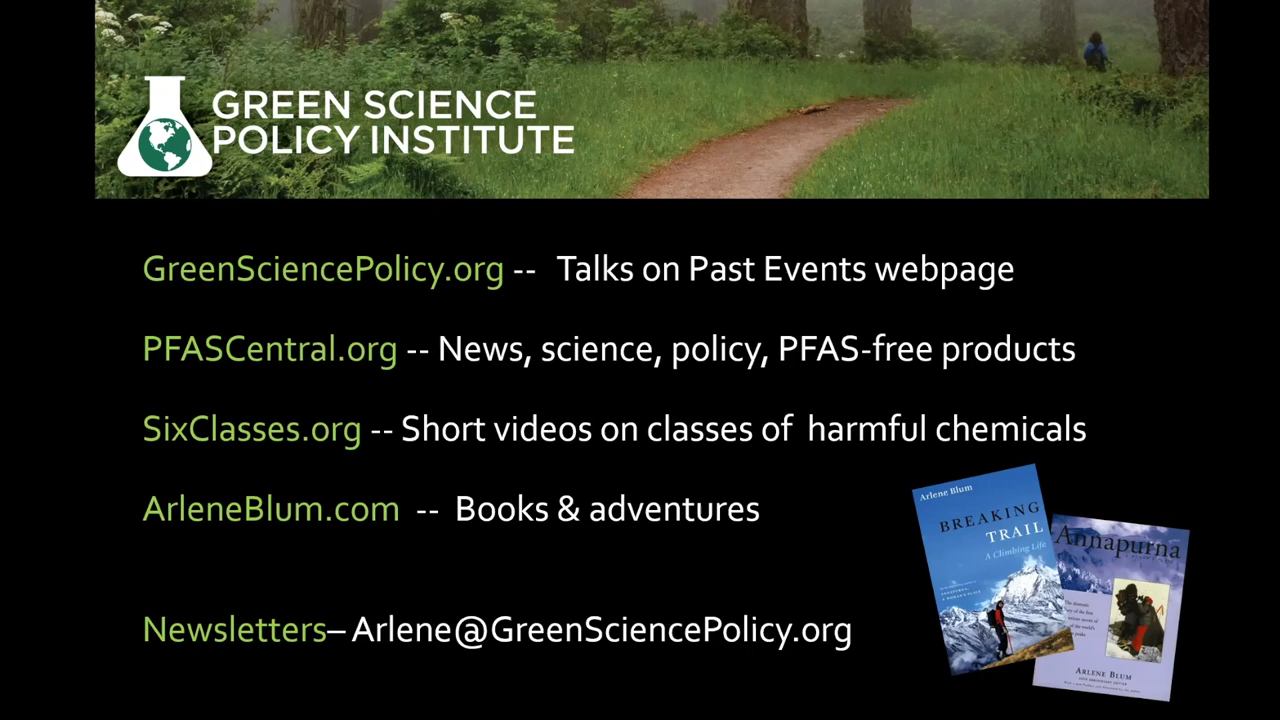 GREEN SCIENCE
POLICY INSTITUTE
GreenSciencePolicy.org -- Talks on Past Events webpage
PFASCentral.org -- News, science, policy, PFAS-free products
SixClasses.org -- Short videos on classes of harmful chemicals
ArleneBlum.com -- Books & adventures
Newsletters– Arlene@GreenSciencePolicy.org
Arlene Blum
BREAKING
TRAIL
A Climbing Life
Annapurna
ARLENE BLUM